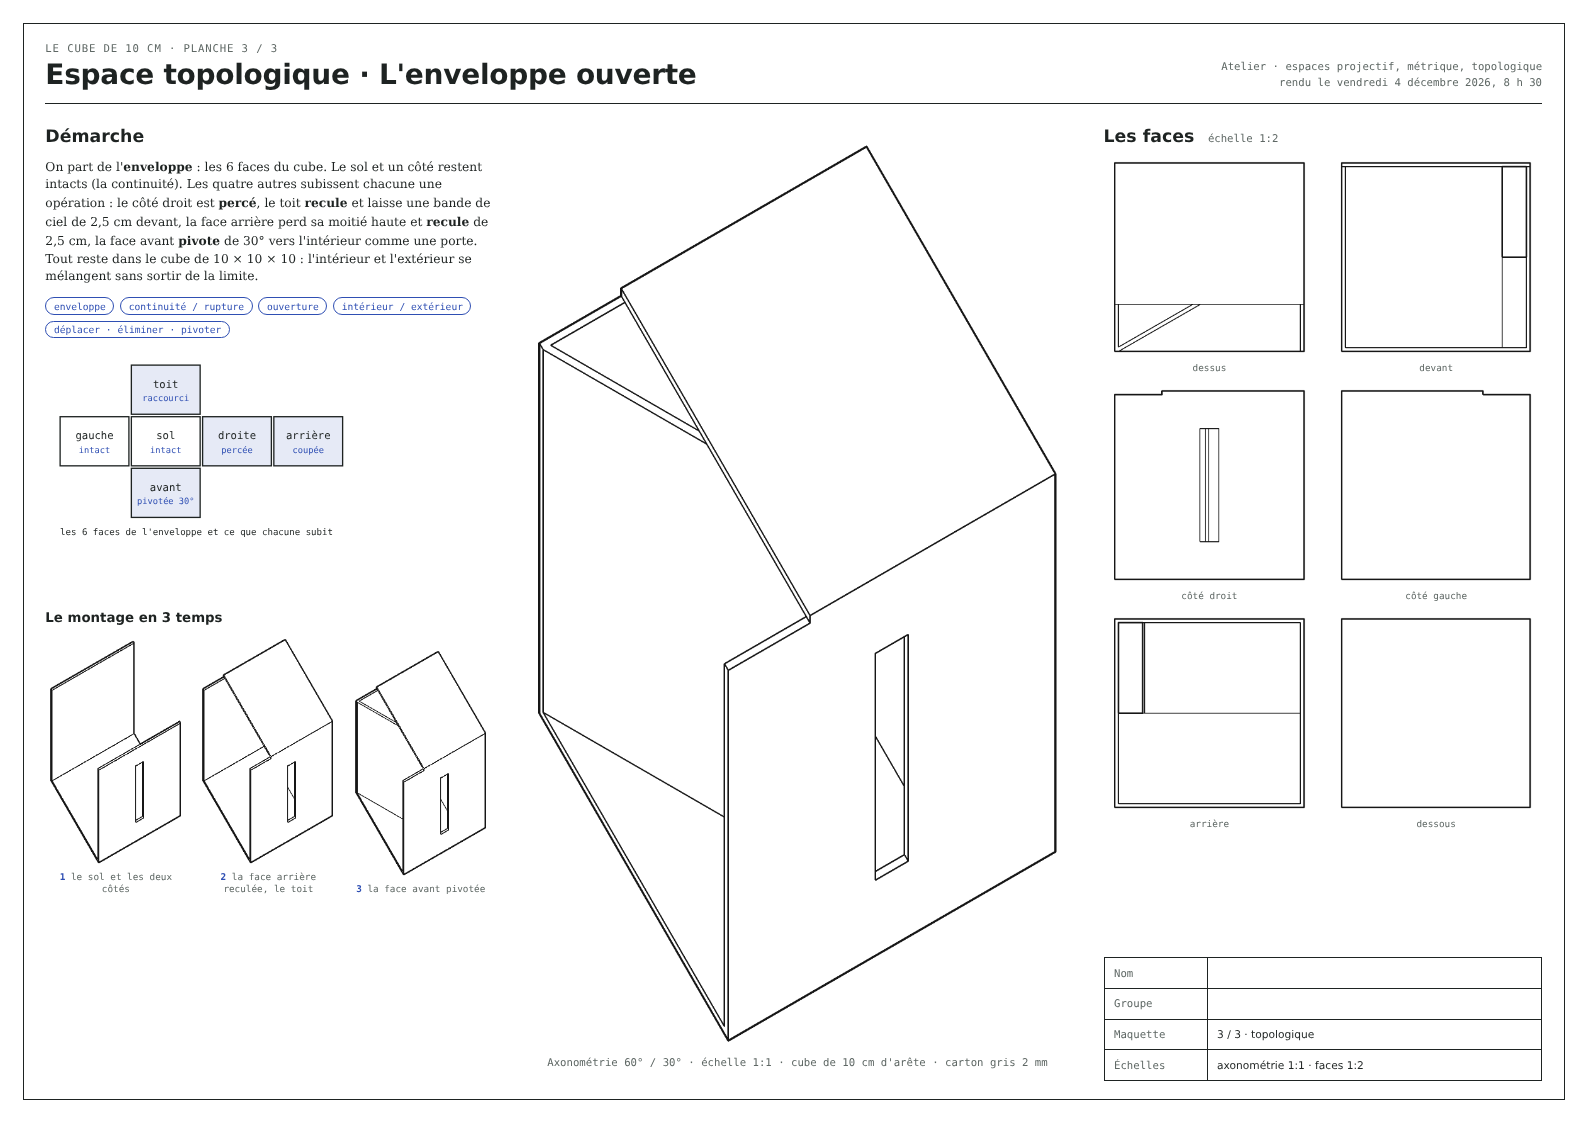 LE CUBE DE 10 CM · PLANCHE 3 / 3
Espace topologique · L'enveloppe ouverte
Atelier · espaces projectif, métrique, topologique
rendu le vendredi 4 décembre 2026, 8 h 30
Démarche
On part de l'enveloppe : les 6 faces du cube. Le sol et un côté restent
intacts (la continuité). Les quatre autres subissent chacune une
opération : le côté droit est percé, le toit recule et laisse une bande de
ciel de 2,5 cm devant, la face arrière perd sa moitié haute et recule de
2,5 cm, la face avant pivote de 30° vers l'intérieur comme une porte.
Tout reste dans le cube de 10 × 10 × 10 : l'intérieur et l'extérieur se
mélangent sans sortir de la limite.
enveloppe
continuité / rupture
ouverture
intérieur / extérieur
déplacer · éliminer · pivoter
toit
raccourci
gauche
intact
sol
intact
droite
percée
arrière
coupée
avant
pivotée 30°
les 6 faces de l'enveloppe et ce que chacune subit
Le montage en 3 temps
1 le sol et les deux
côtés
2 la face arrière
reculée, le toit
3 la face avant pivotée
Axonométrie 60° / 30° · échelle 1:1 · cube de 10 cm d'arête · carton gris 2 mm
Les faces échelle 1:2
dessus
devant
côté droit
côté gauche
arrière
dessous
Nom
Groupe
Maquette 3 / 3 · topologique
Échelles axonométrie 1:1 · faces 1:2